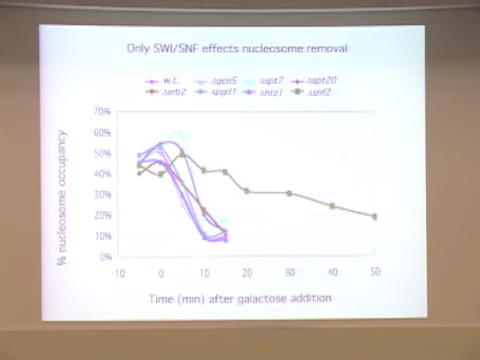 Only SWI/SNF effects nucleosome removal
w.t. Δgcn5 Δspt7 Δspt20
Δsrb2 Δpgd1 Δhtz1 Δsnf2
70%
60%
50%
40%
30%
20%
10%
0%
% nucleosome occupancy
-10 0 10 20 30 40 50
Time (min) after galactose addition